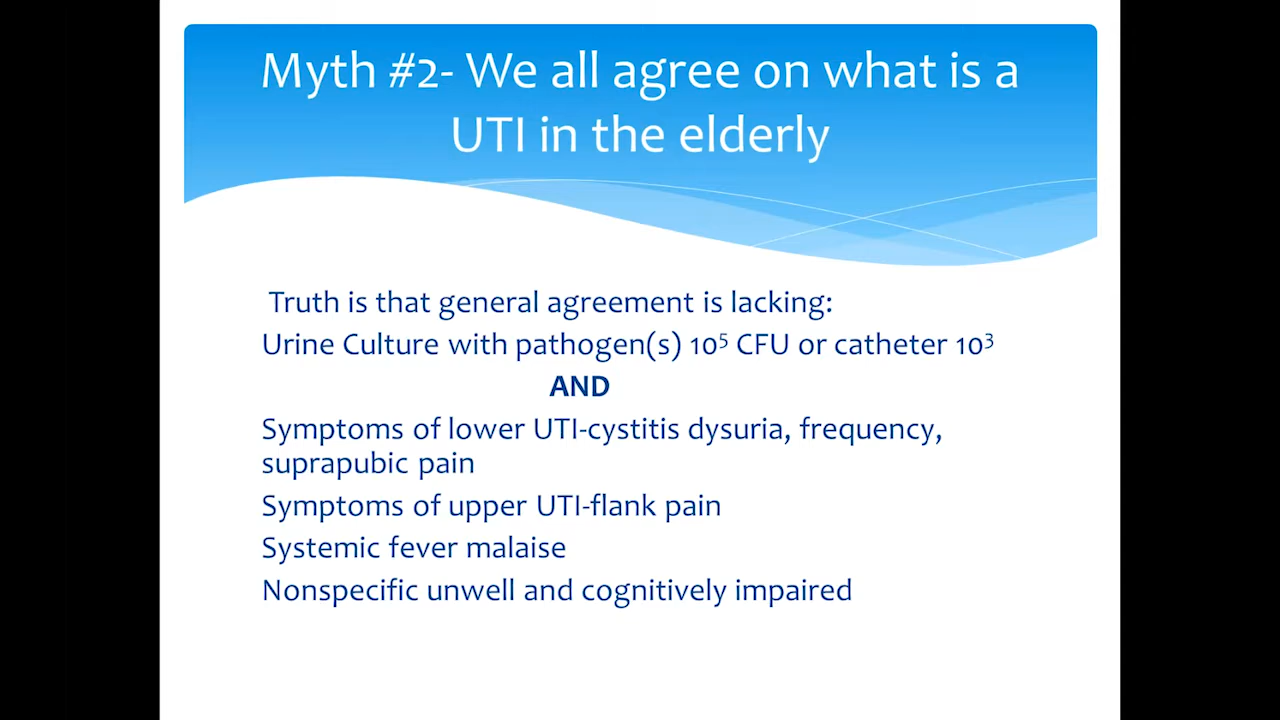 Myth #2- We all agree on what is a
UTI in the elderly
Truth is that general agreement is lacking:
Urine Culture with pathogen(s) 10⁵ CFU or catheter 10³
AND
Symptoms of lower UTI-cystitis dysuria, frequency,
suprapubic pain
Symptoms of upper UTI-flank pain
Systemic fever malaise
Nonspecific unwell and cognitively impaired